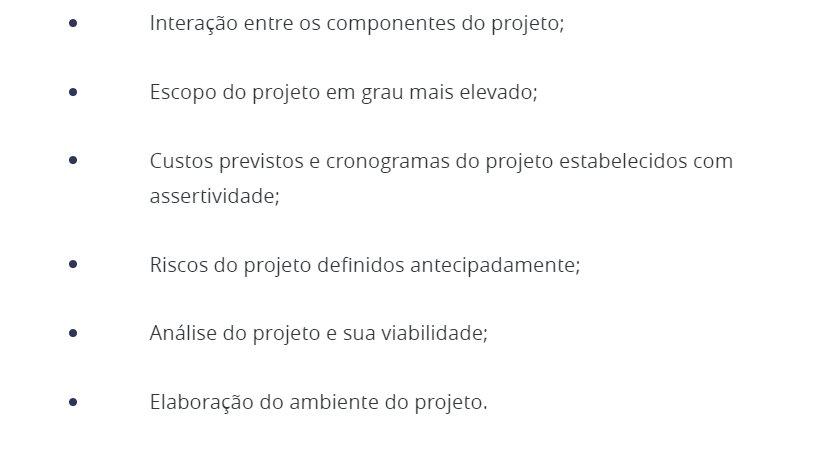 • Interação entre os componentes do projeto;
• Escopo do projeto em grau mais elevado;
• Custos previstos e cronogramas do projeto estabelecidos com
assertividade;
• Riscos do projeto definidos antecipadamente;
• Análise do projeto e sua viabilidade;
• Elaboração do ambiente do projeto.